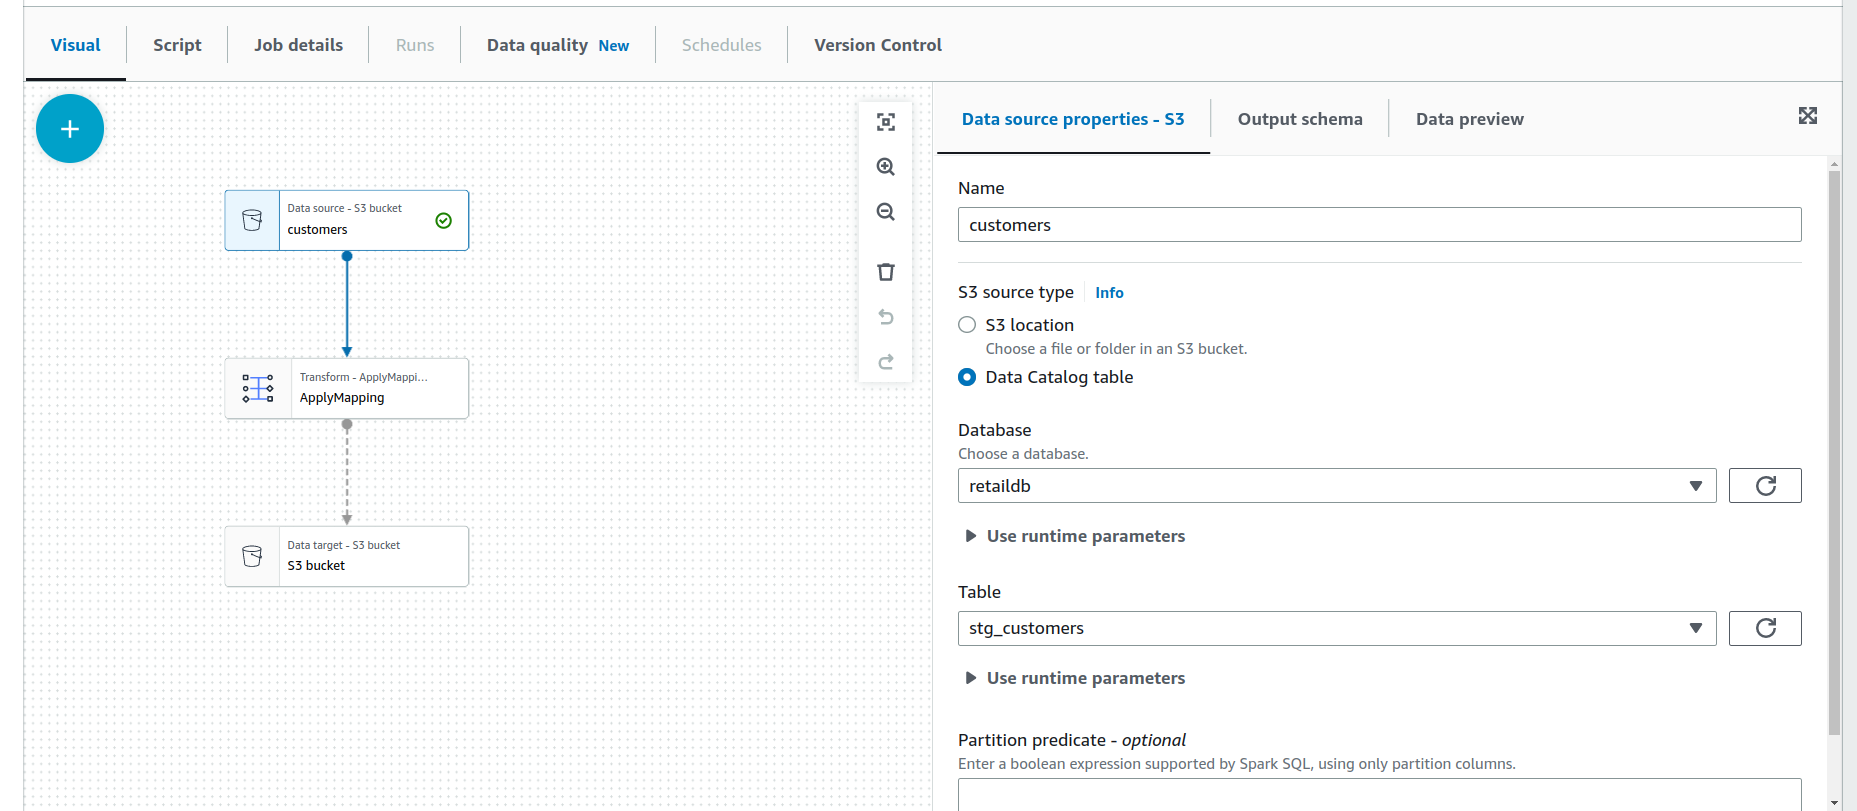 Visual Script Job details Runs Data quality New Schedules Version Control
Data source - S3 bucket
customers
Transform - ApplyMappi...
ApplyMapping
Data target - S3 bucket
S3 bucket
Data source properties - S3 Output schema Data preview
Name
customers
S3 source type Info
S3 location
Choose a file or folder in an S3 bucket.
Data Catalog table
Database
Choose a database.
retaildb
Use runtime parameters
Table
stg_customers
Use runtime parameters
Partition predicate - optional
Enter a boolean expression supported by Spark SQL, using only partition columns.